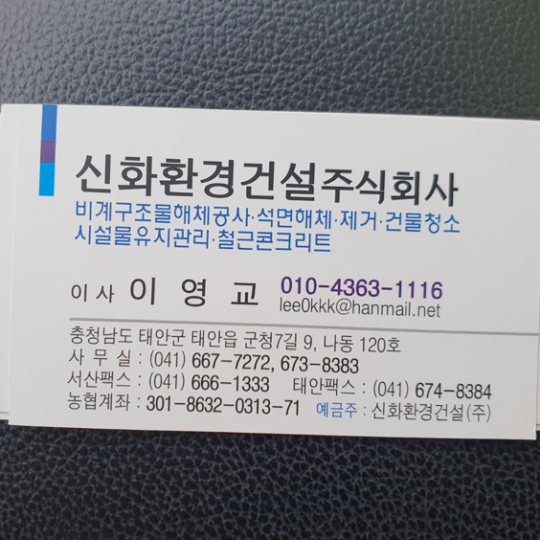 신화환경건설주식회사
비계구조물해체공사·석면해체·제거·건물청소
시설물유지관리·철근콘크리트
이사 이 영 교 010-4363-1116
lee0kkk@hanmail.net
충청남도 태안군 태안읍 군청7길 9, 나동 120호
사 무 실 : (041) 667-7272, 673-8383
서산팩스 : (041) 666-1333 태안팩스 : (041) 674-8384
농협계좌 : 301-8632-0313-71 예금주 : 신화환경건설(주)